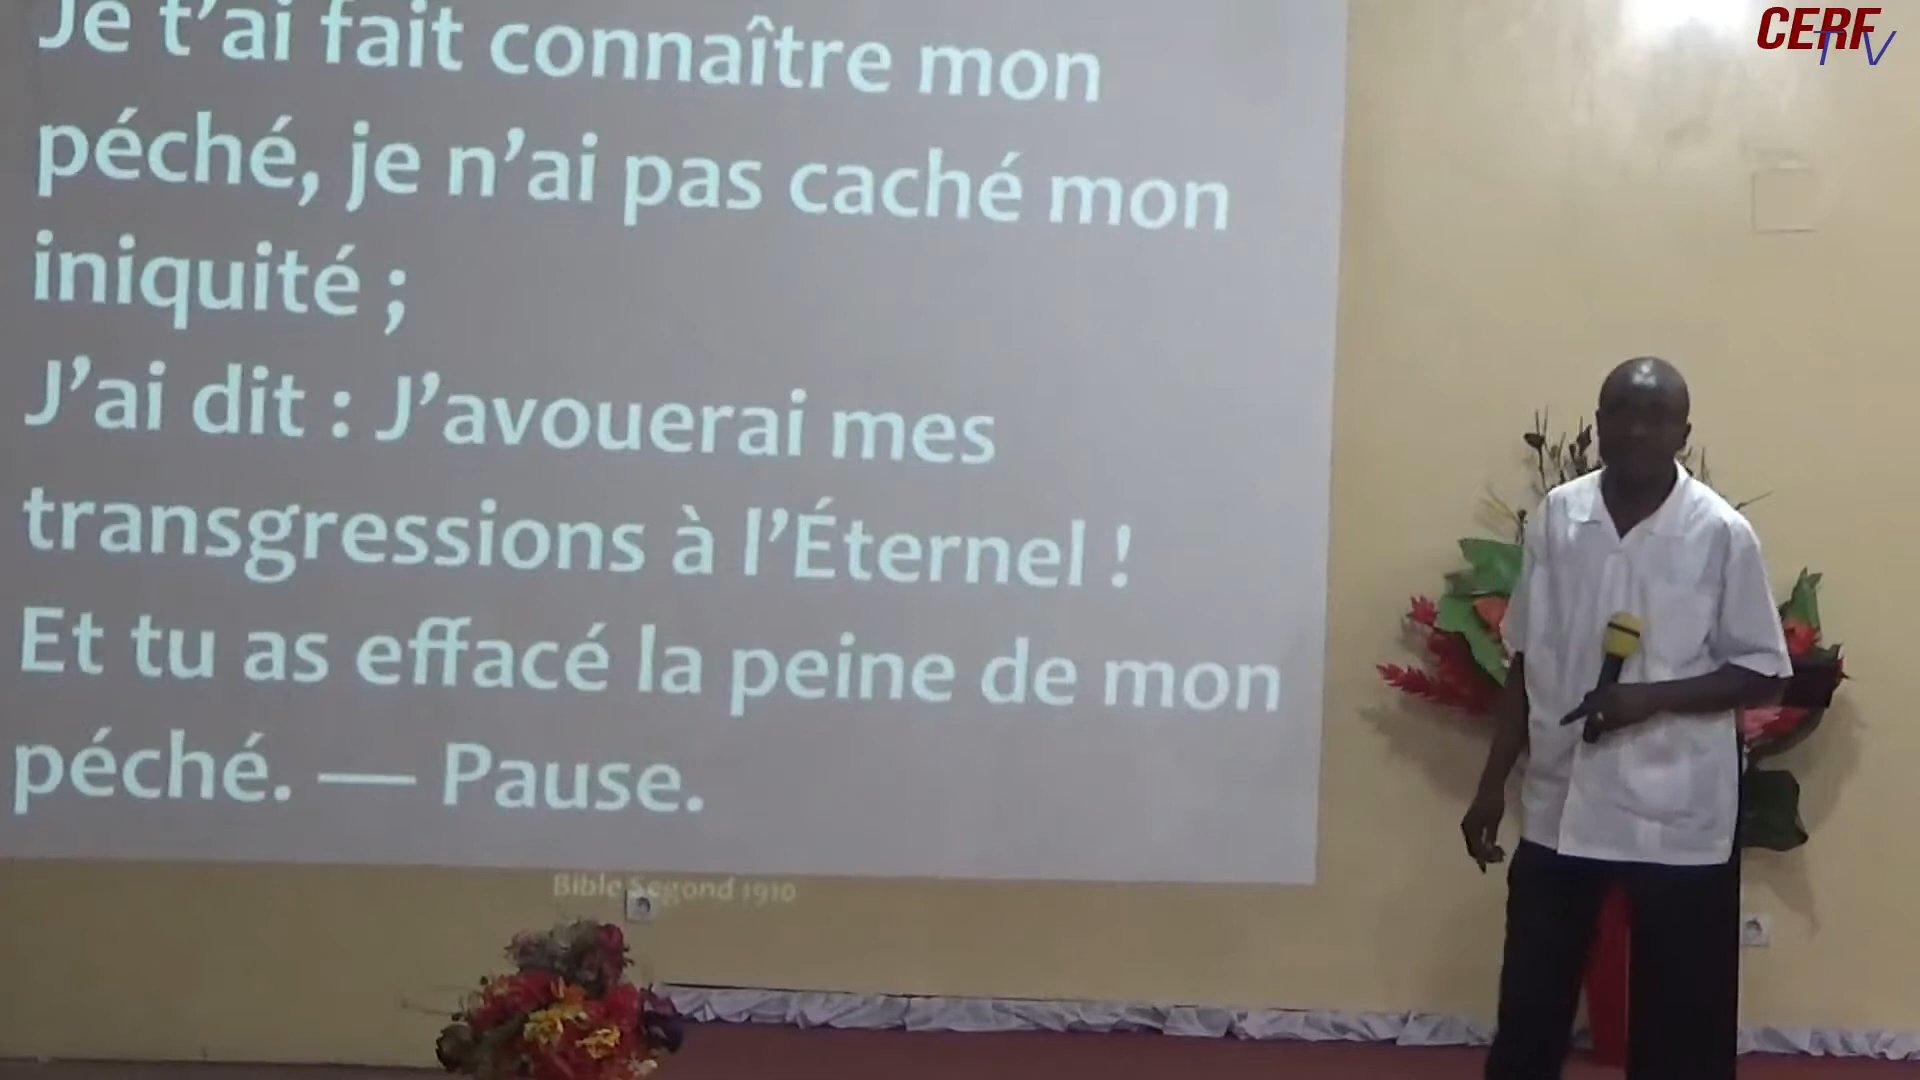 Je t’ai fait connaître mon
péché, je n’ai pas caché mon
iniquité ;
J’ai dit : J’avouerai mes
transgressions à l’Éternel !
Et tu as effacé la peine de mon
péché. — Pause.
Bible Segond 1910
CERF
TV